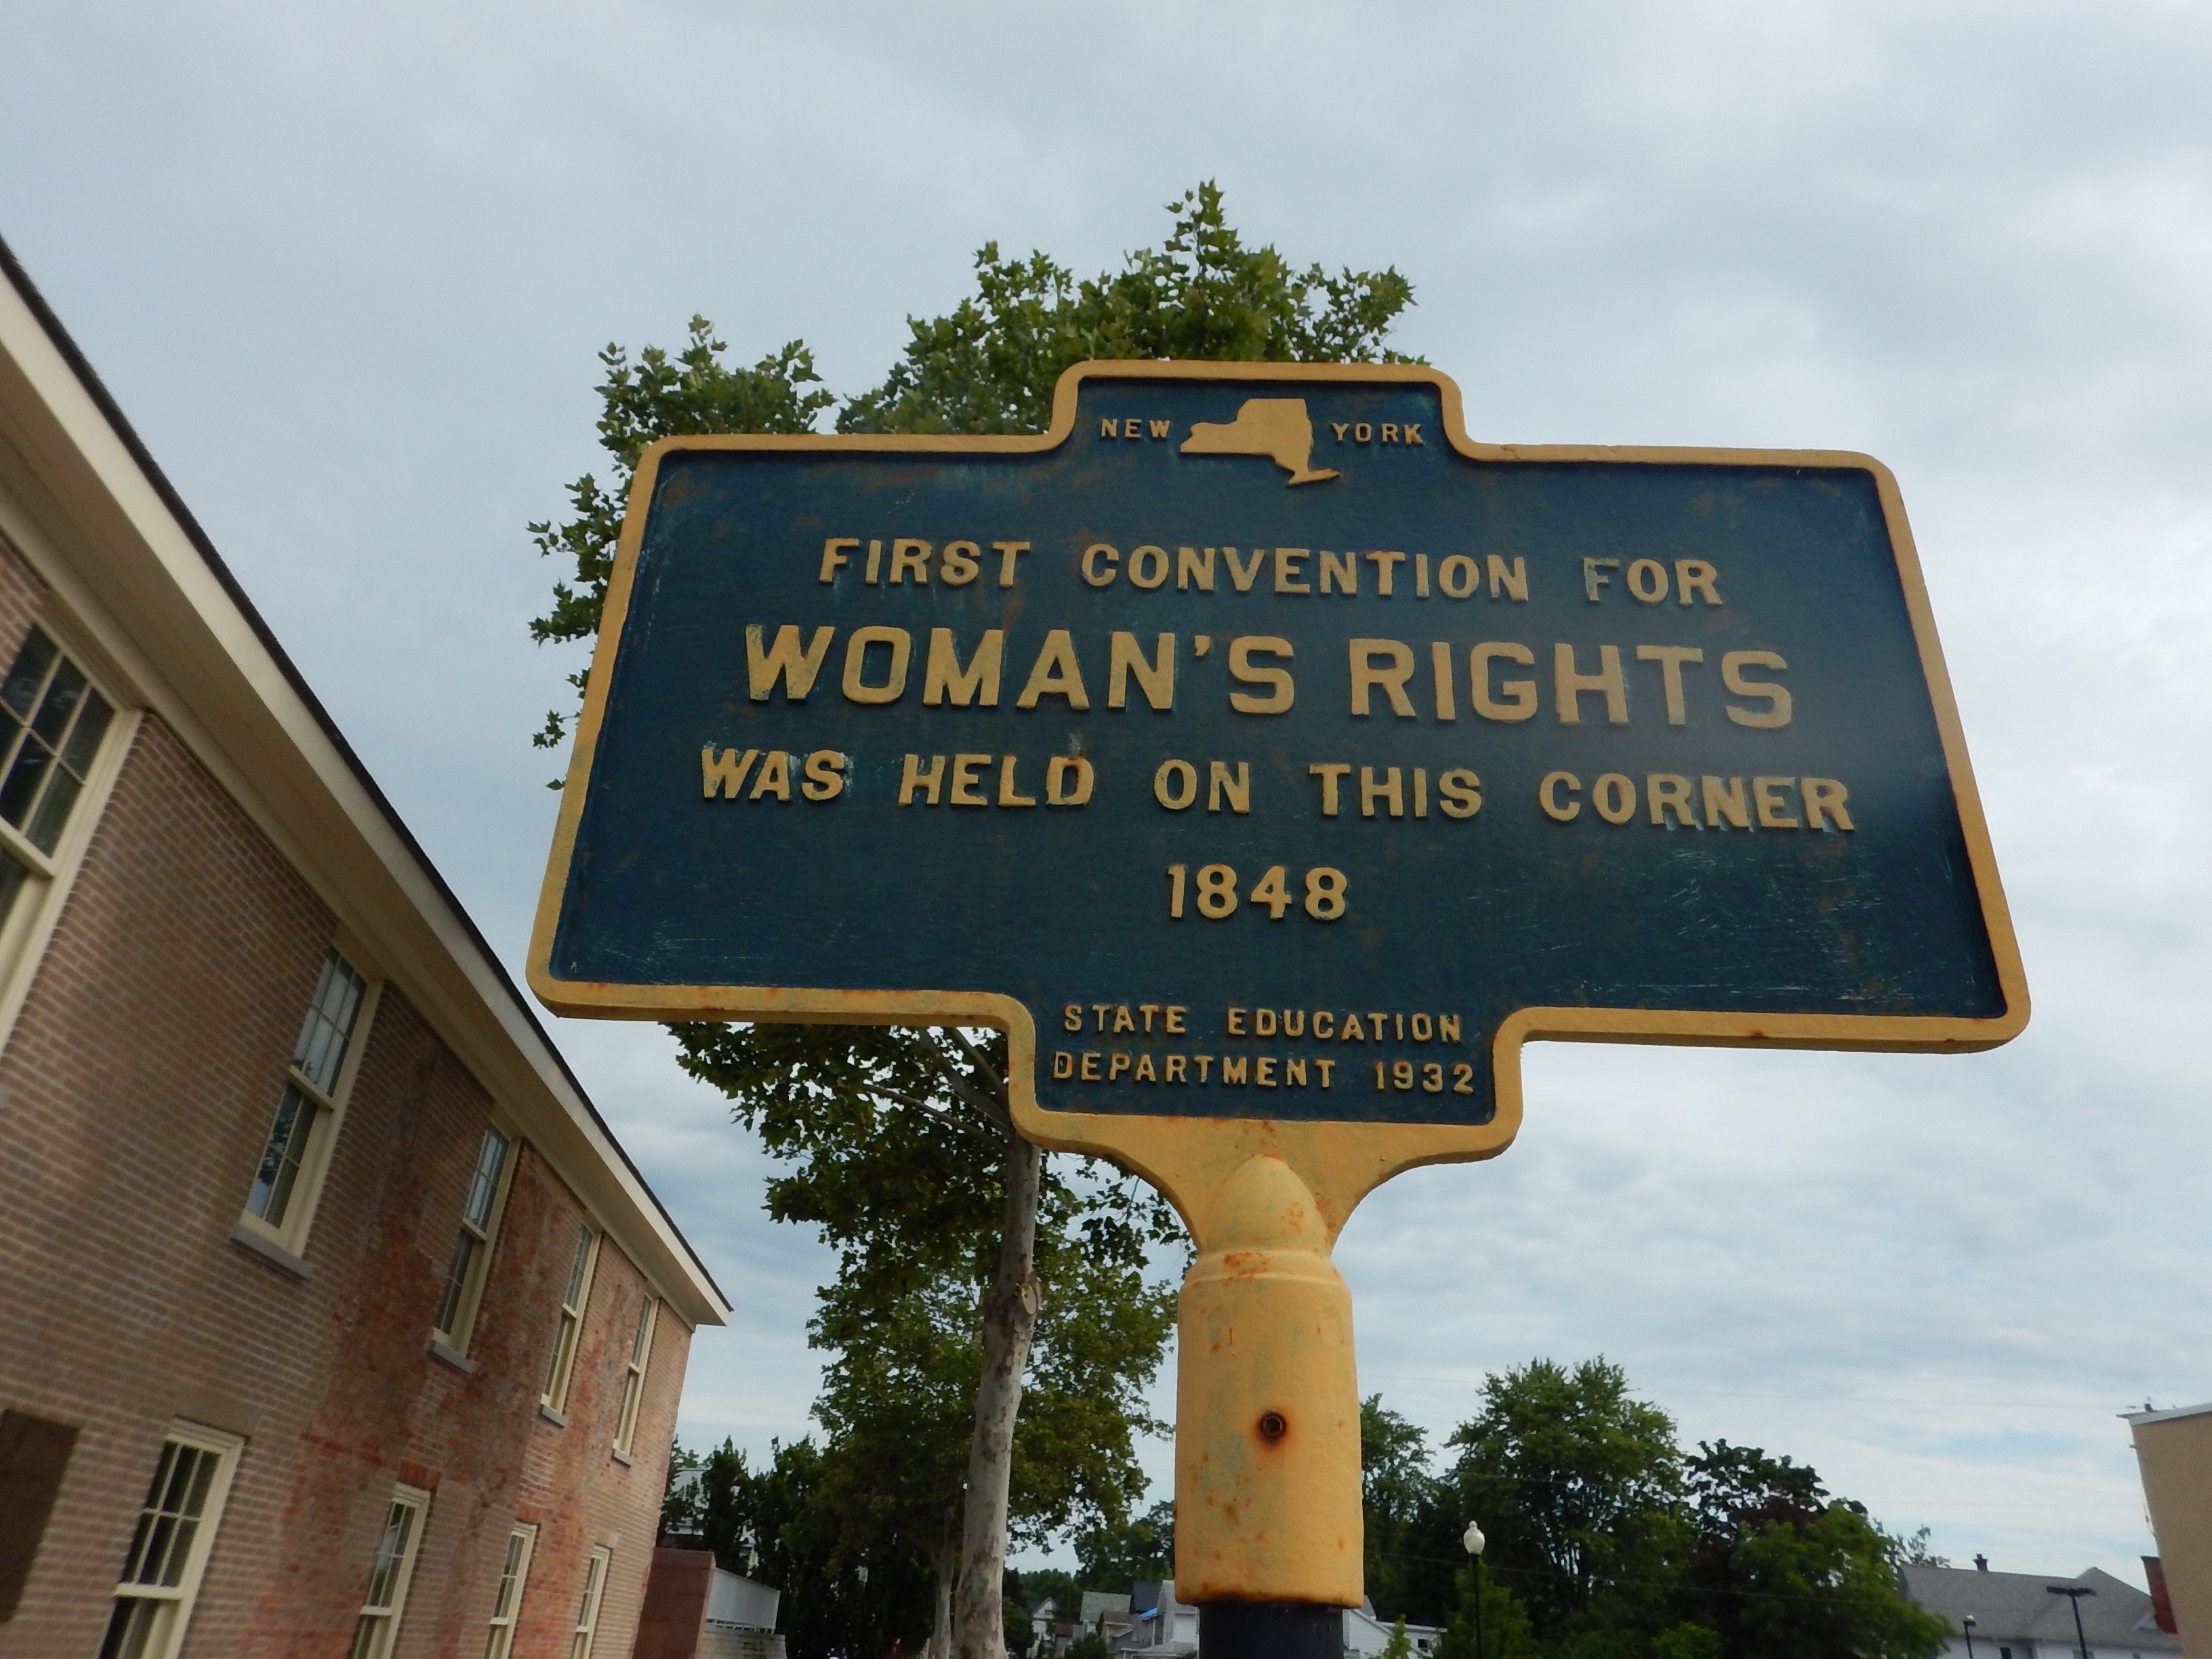 NEW YORK
FIRST CONVENTION FOR
WOMAN'S RIGHTS
WAS HELD ON THIS CORNER
1848
STATE EDUCATION
DEPARTMENT 1932